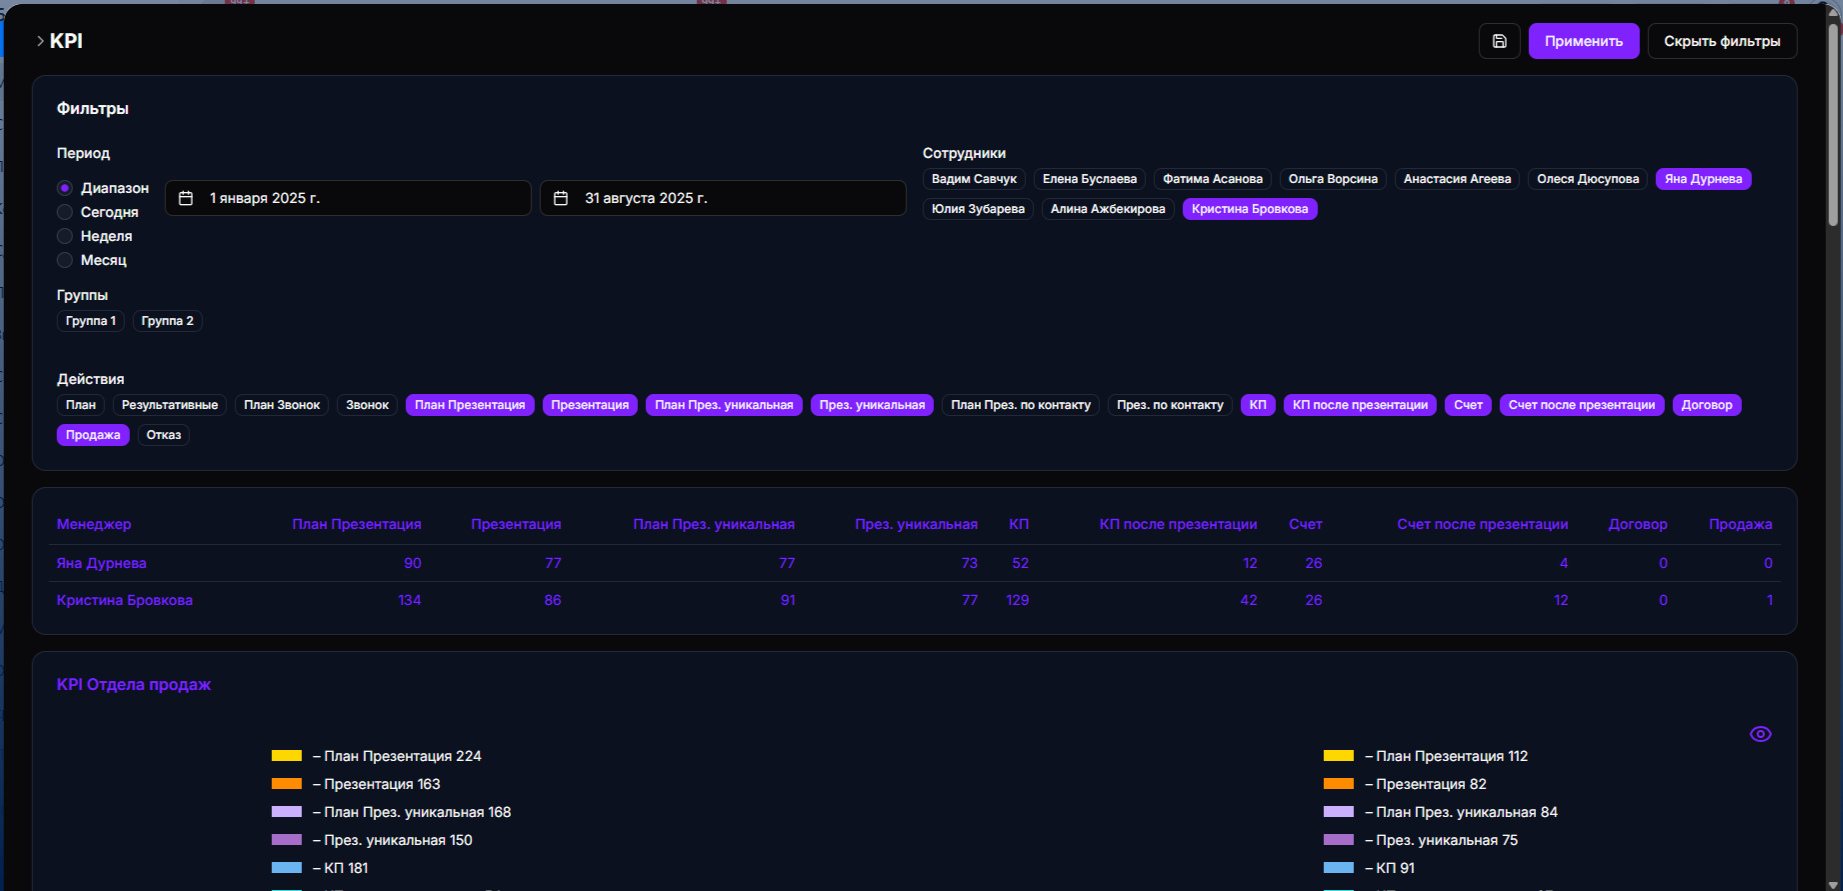 KPI
Применить
Скрыть фильтры
Фильтры
Период
Диапазон
1 января 2025 г.
31 августа 2025 г.
Сегодня
Неделя
Месяц
Сотрудники
Вадим Савчук Елена Буслаева Фатима Асанова Ольга Ворсина Анастасия Агеева Олеся Дюсупова Яна Дурнева
Юлия Зубарева Алина Ажбекирова Кристина Бровкова
Группы
Группа 1 Группа 2
Действия
План Результативные План Звонок Звонок План Презентация Презентация План През. уникальная През. уникальная План През. по контакту През. по контакту КП КП после презентации Счет Счет после презентации Договор
Продажа Отказ
Менеджер План Презентация Презентация План През. уникальная През. уникальная КП КП после презентации Счет Счет после презентации Договор Продажа
Яна Дурнева 90 77 77 73 52 12 26 4 0 0
Кристина Бровкова 134 86 91 77 129 42 26 12 0 1
KPI Отдела продаж
– План Презентация 224
– Презентация 163
– План През. уникальная 168
– През. уникальная 150
– КП 181
– План Презентация 112
– Презентация 82
– План През. уникальная 84
– През. уникальная 75
– КП 91